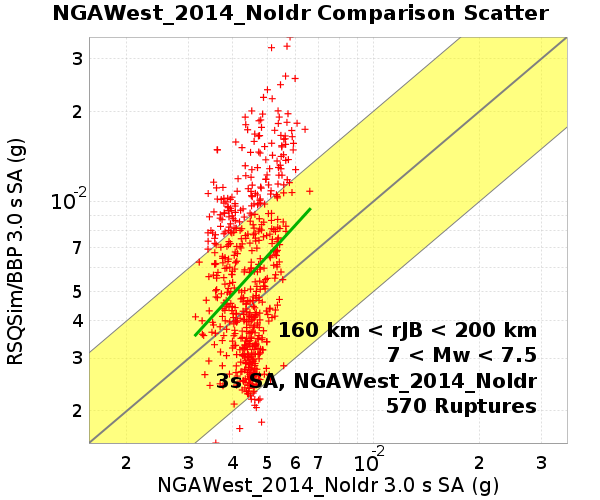 NGAWest_2014_NoIdr Comparison Scatter
RSQSim/BBP 3.0 s SA (g)
3
2
10-2
7
5
4
3
2
160 km < rJB < 200 km
7 < Mw < 7.5
3s SA, NGAWest_2014_NoIdr
570 Ruptures
2 3 4 5 6 7 10-2 2 3
NGAWest_2014_NoIdr 3.0 s SA (g)